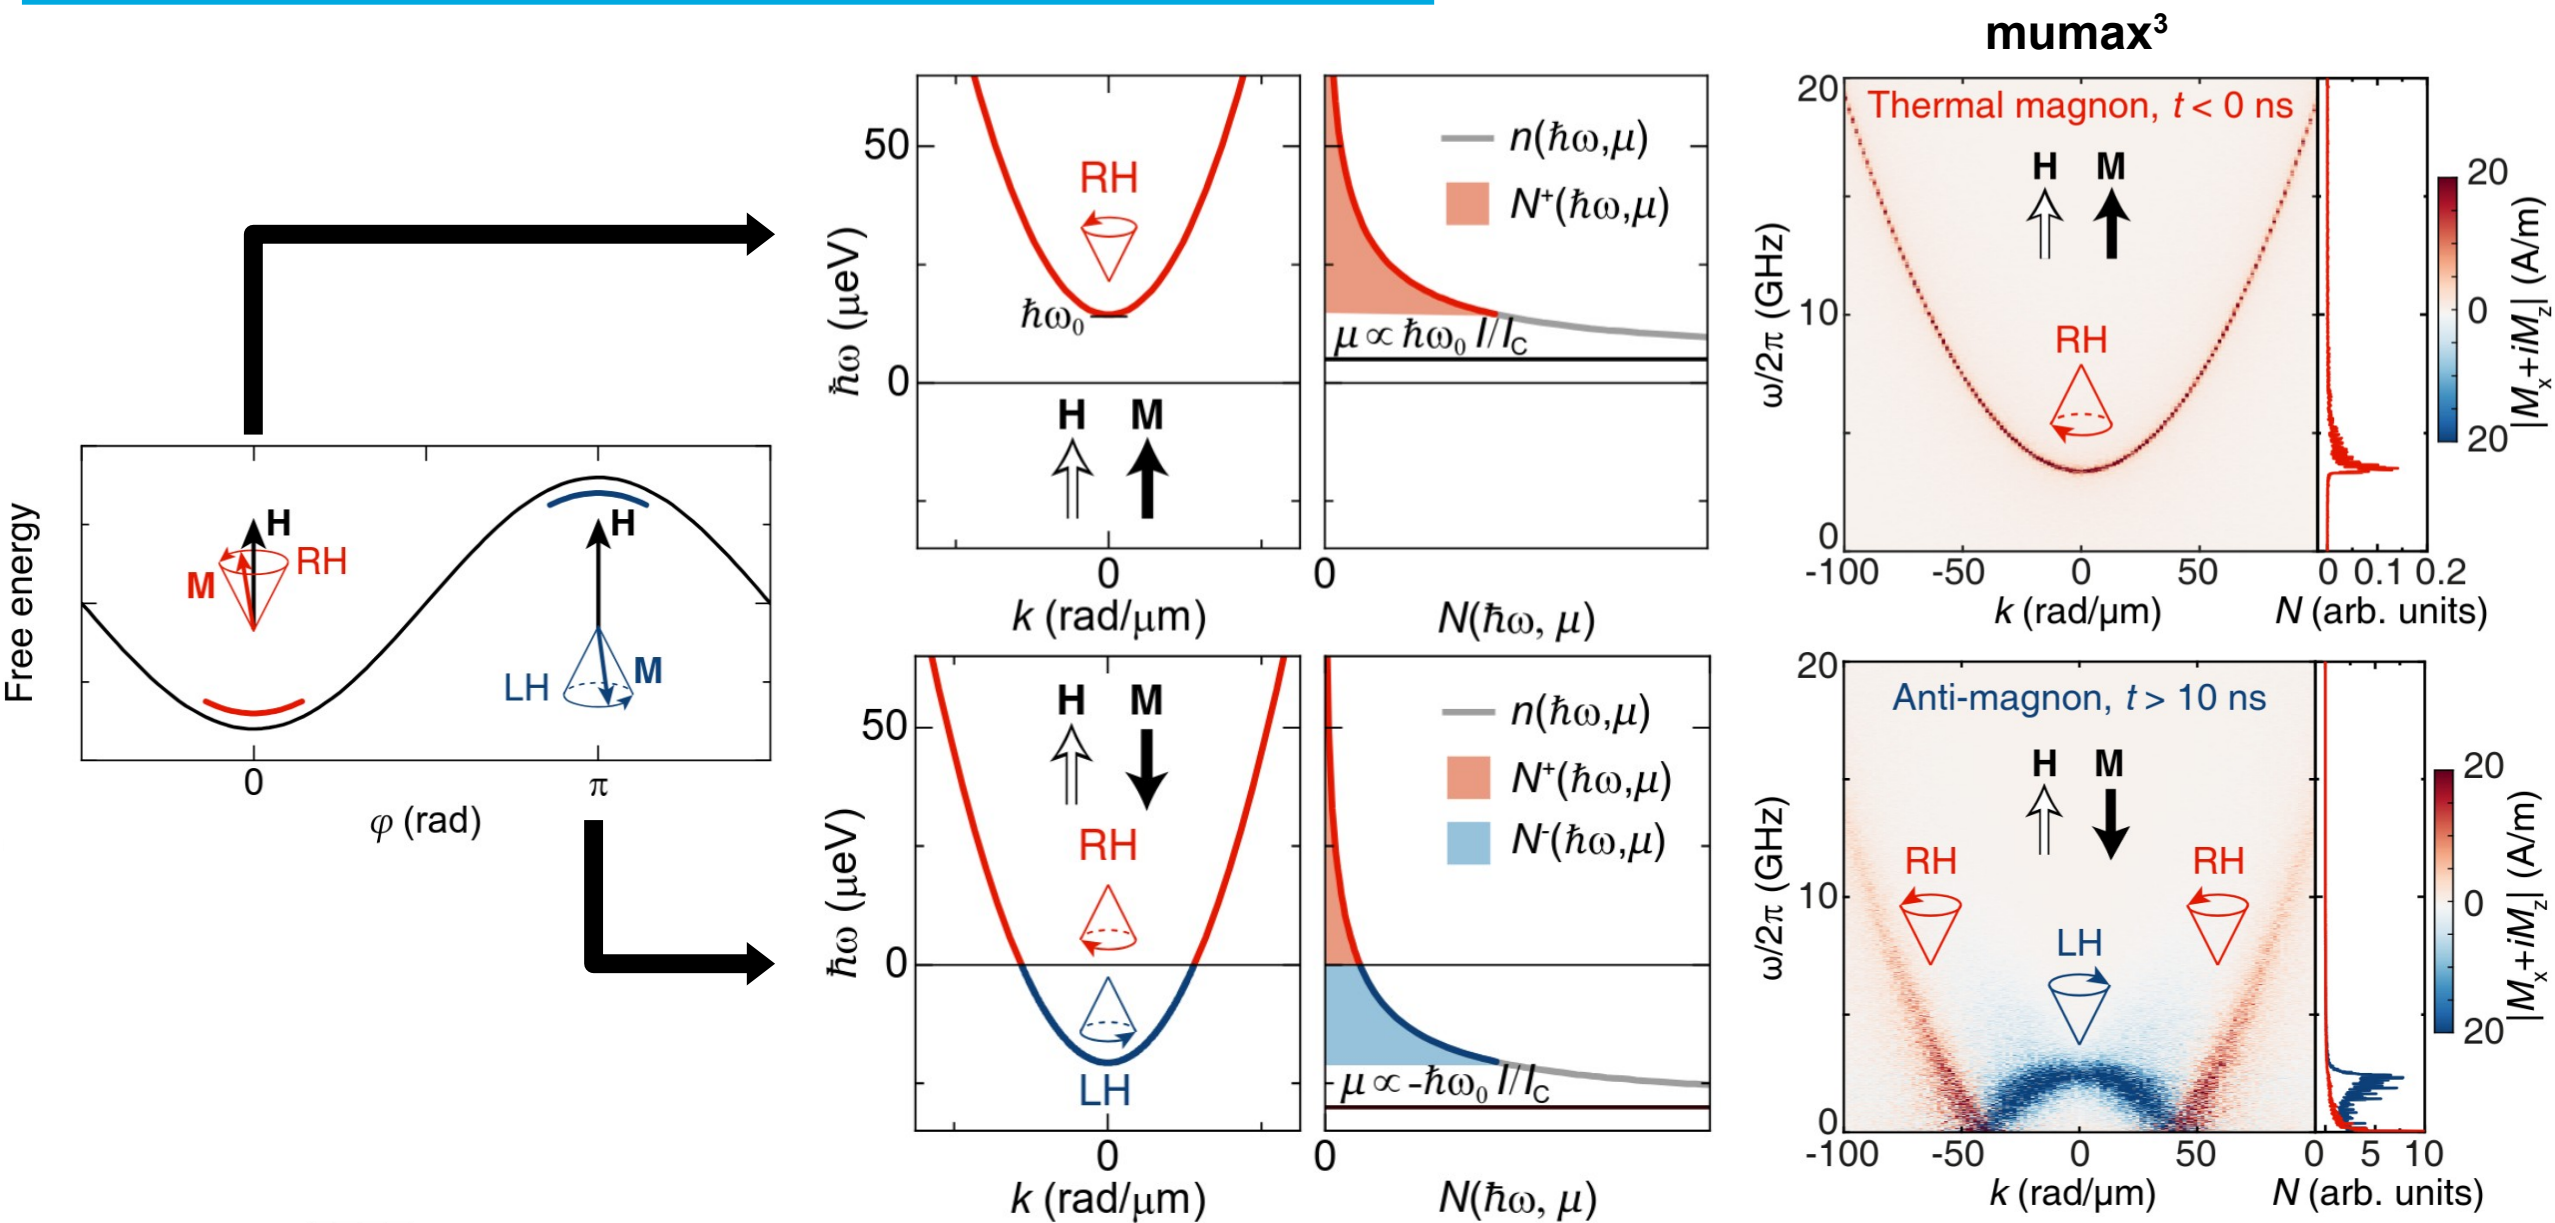 mumax³
Free energy
H
M
RH
H
LH
M
0
π
φ (rad)
ħω (μeV)
50
0
RH
ħω₀
H M
0
k (rad/μm)
n(ħω,μ)
N⁺(ħω,μ)
μ ∝ ħω₀ I/I_C
0
N(ħω, μ)
ω/2π (GHz)
20
10
0
Thermal magnon, t < 0 ns
H M
RH
-100 -50 0 50
k (rad/μm)
0 0.1 0.2
N (arb. units)
20
0
20
|Mₓ+iM_z| (A/m)
ħω (μeV)
50
0
H M
RH
LH
0
k (rad/μm)
n(ħω,μ)
N⁺(ħω,μ)
N⁻(ħω,μ)
μ ∝ -ħω₀ I/I_C
0
N(ħω, μ)
ω/2π (GHz)
20
10
0
Anti-magnon, t > 10 ns
H M
RH
RH
LH
-100 -50 0 50
k (rad/μm)
0 5 10
N (arb. units)
20
0
20
|Mₓ+iM_z| (A/m)